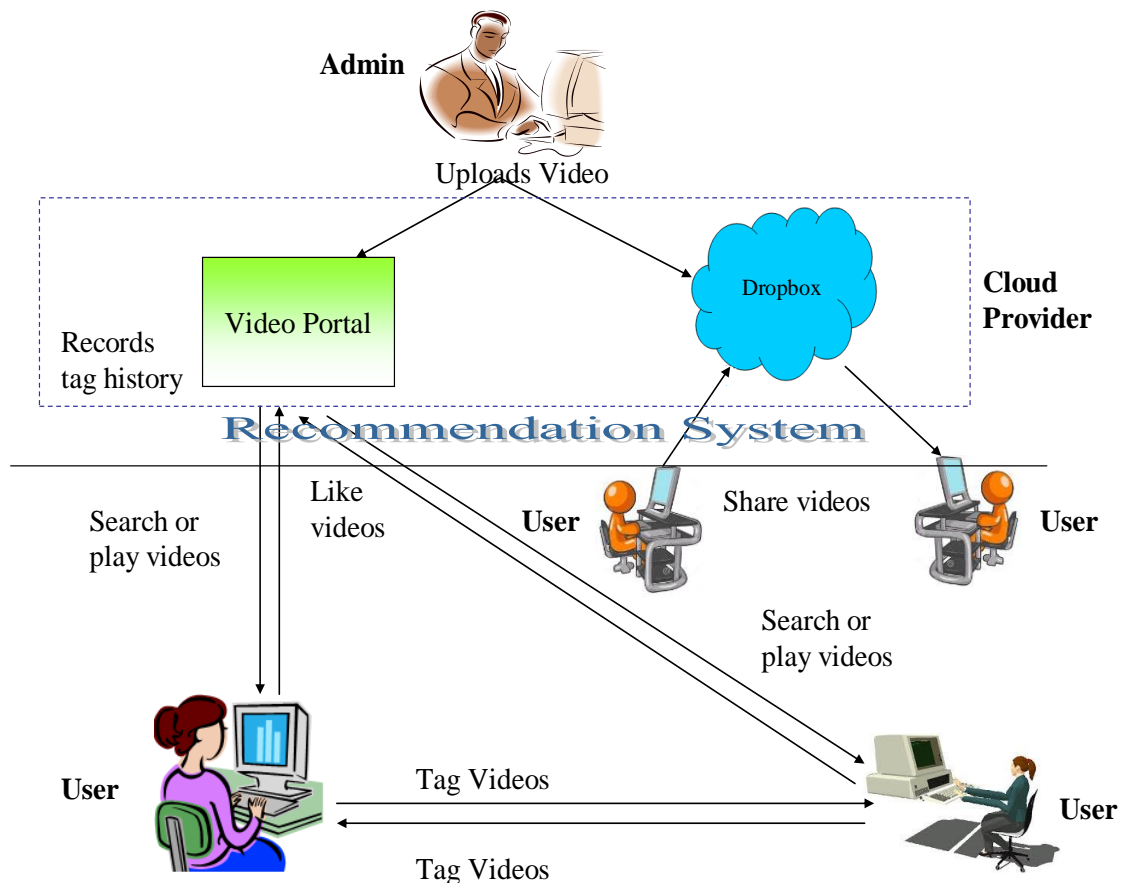 Admin
Uploads Video
Dropbox
Cloud
Provider
Video Portal
Records
tag history
Recommendation System
Like
videos
User
Share videos
User
Search or
play videos
Search or
play videos
User
Tag Videos
User
Tag Videos